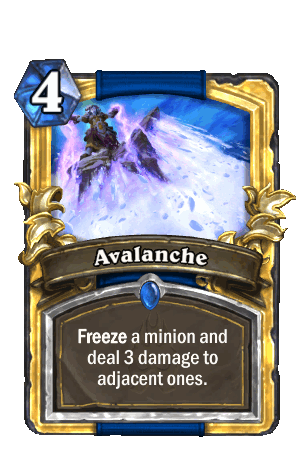 4
Avalanche
Freeze a minion and
deal 3 damage to
adjacent ones.